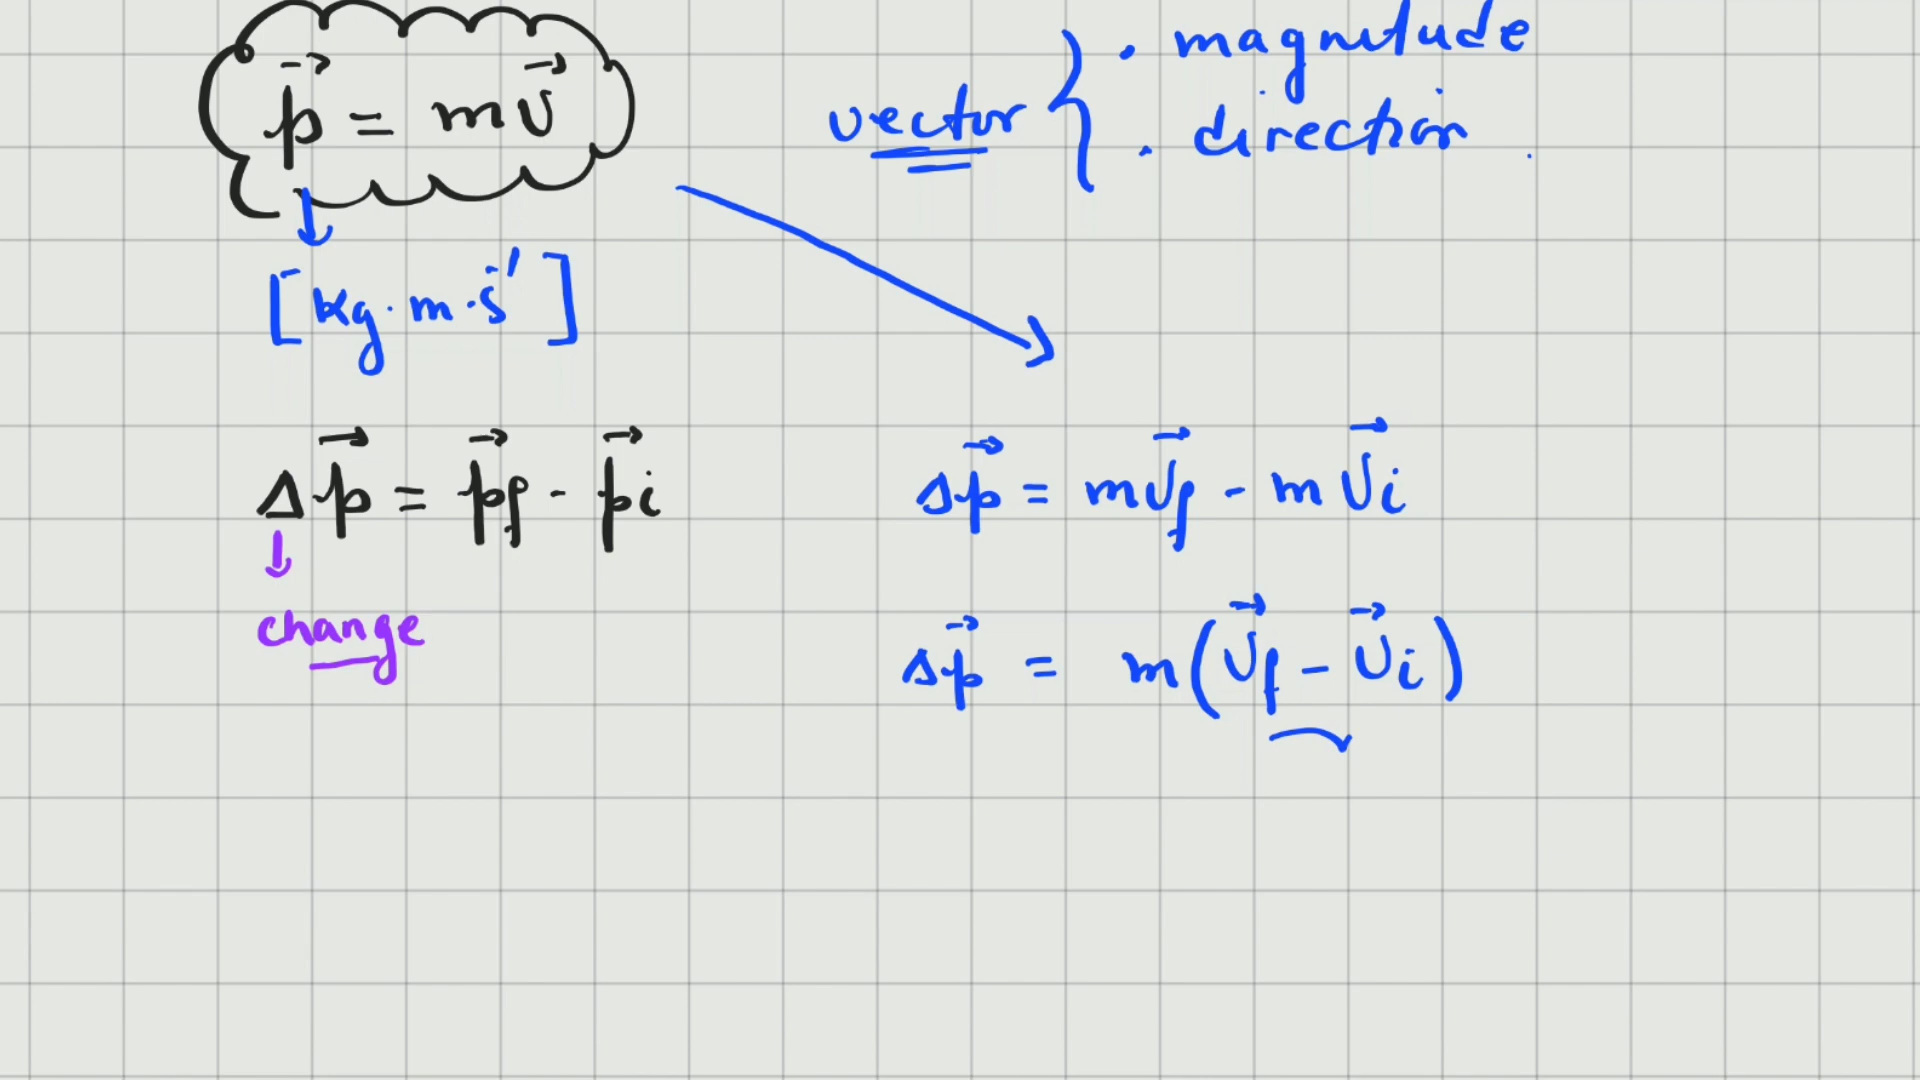 · magnitude
p⃗ = mv⃗
vector
· direction
[kg·m·s⁻¹]
Δp⃗ = p⃗f - p⃗i
Δp⃗ = mv⃗f - mv⃗i
change
Δp⃗ = m(v⃗f - v⃗i)